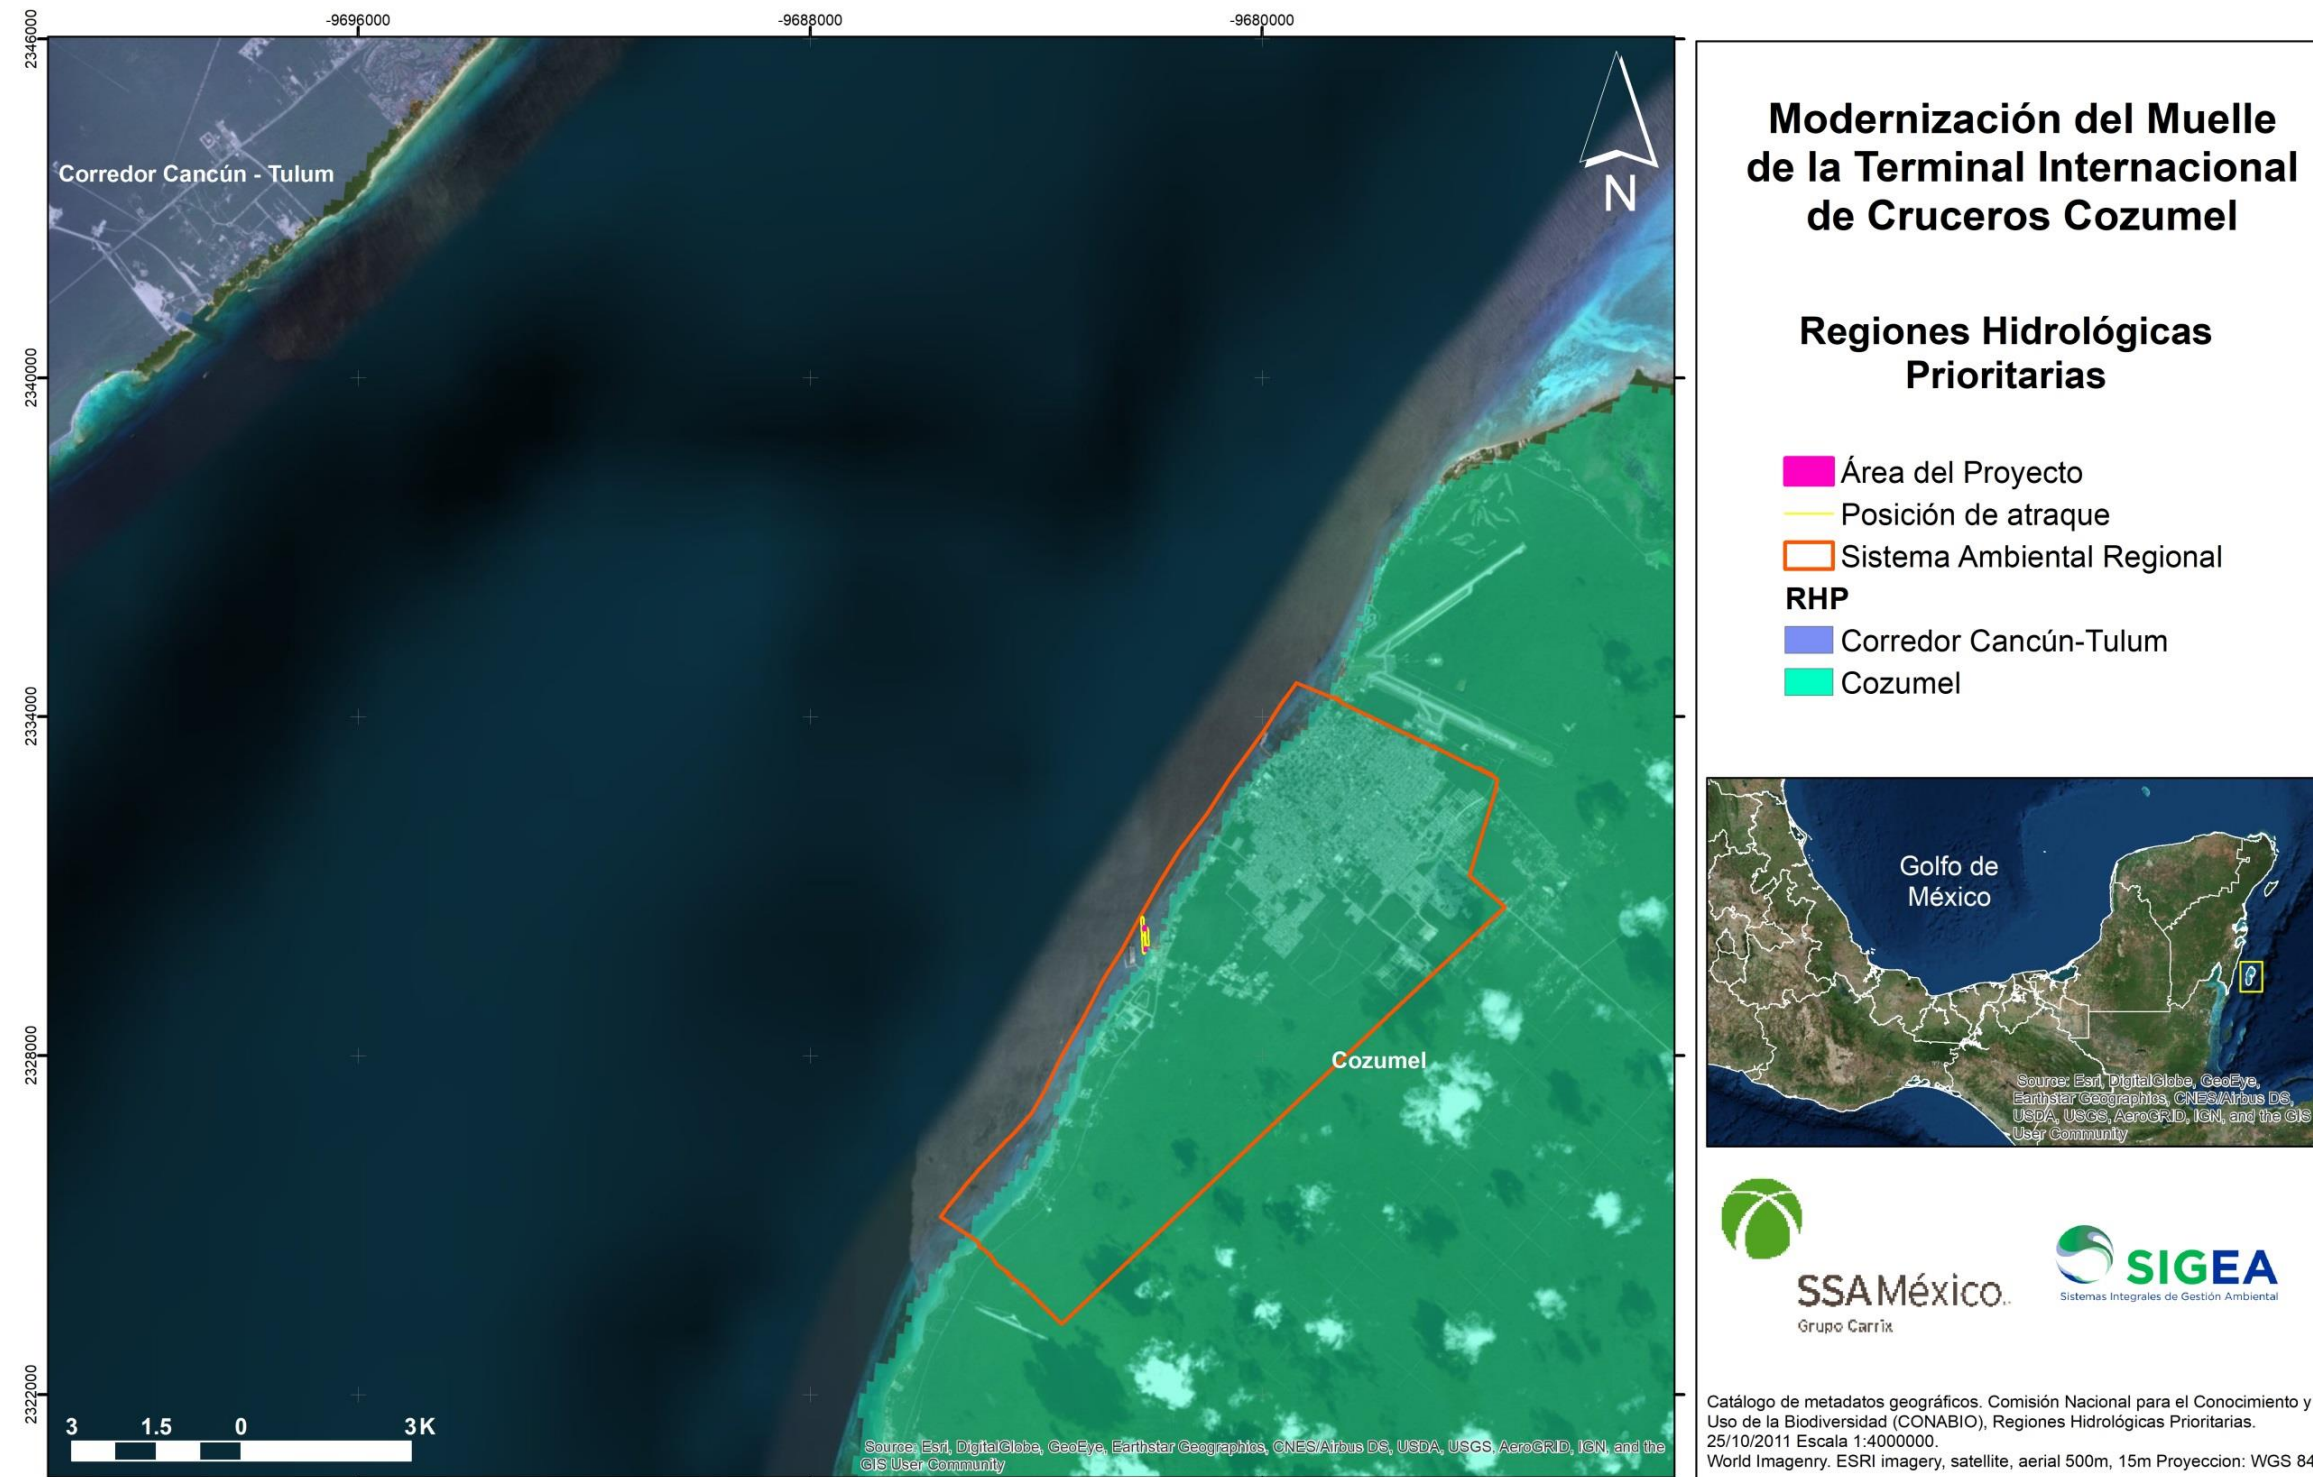 -9696000
-9688000
-9680000
2346000
2340000
2334000
2328000
2322000
Corredor Cancún - Tulum
N
Cozumel
3 1.5 0 3 K
Source: Esri, DigitalGlobe, GeoEye, Earthstar Geographics, CNES/Airbus DS, USDA, USGS, AeroGRID, IGN, and the
GIS User Community
Modernización del Muelle
de la Terminal Internacional
de Cruceros Cozumel
Regiones Hidrológicas
Prioritarias
Área del Proyecto
Posición de atraque
Sistema Ambiental Regional
RHP
Corredor Cancún-Tulum
Cozumel
Golfo de
México
Source: Esri, DigitalGlobe, GeoEye,
Earthstar Geographics, CNES/Airbus DS,
USDA, USGS, AeroGRID, IGN, and the GIS
User Community
SSA México
Grupo Carrix
SIGEA
Sistemas Integrales de Gestión Ambiental
Catálogo de metadatos geográficos. Comisión Nacional para el Conocimiento y
Uso de la Biodiversidad (CONABIO), Regiones Hidrológicas Prioritarias.
25/10/2011 Escala 1:4000000.
World Imagenry. ESRI imagery, satellite, aerial 500m, 15m Proyeccion: WGS 84